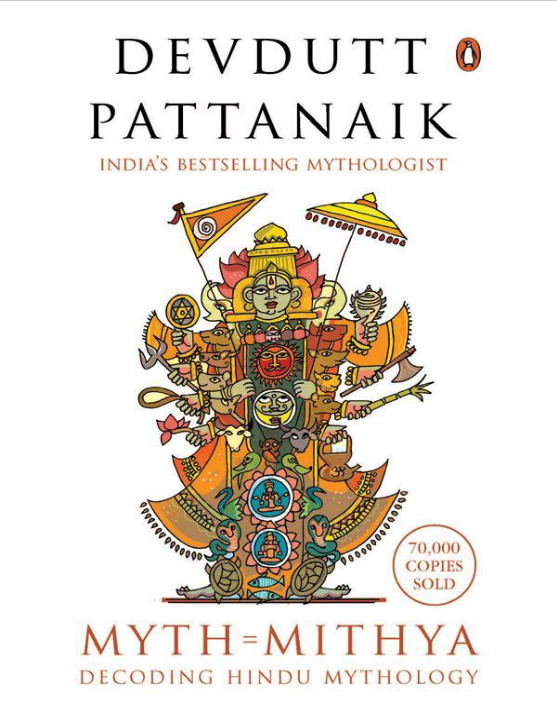 DEVDUTT
PATTANAIK
INDIA'S BESTSELLING MYTHOLOGIST
70,000
COPIES
SOLD
MYTH=MITHYA
DECODING HINDU MYTHOLOGY